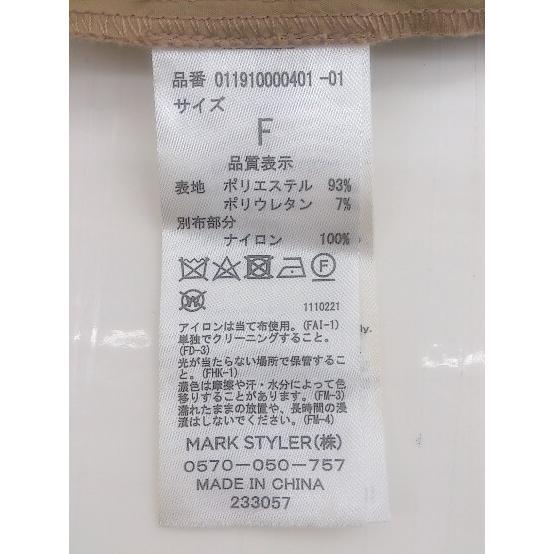 品番 011910000401 -01
サイズ
F
品質表示
表地 ポリエステル 93%
ポリウレタン 7%
別布部分
ナイロン 100%
F
W
1110221
アイロンは当て布使用。(FAI-1)
単独でクリーニングすること。
(FD-3)
光が当たらない場所で保管するこ
と。(FHK-1)
濃色は摩擦や汗・水分によって色
移りすることがあります。(FM-3)
濡れたままの放置や、長時間の浸
漬はしないでください。(FM-4)
MARK STYLER(株)
0570-050-757
MADE IN CHINA
233057